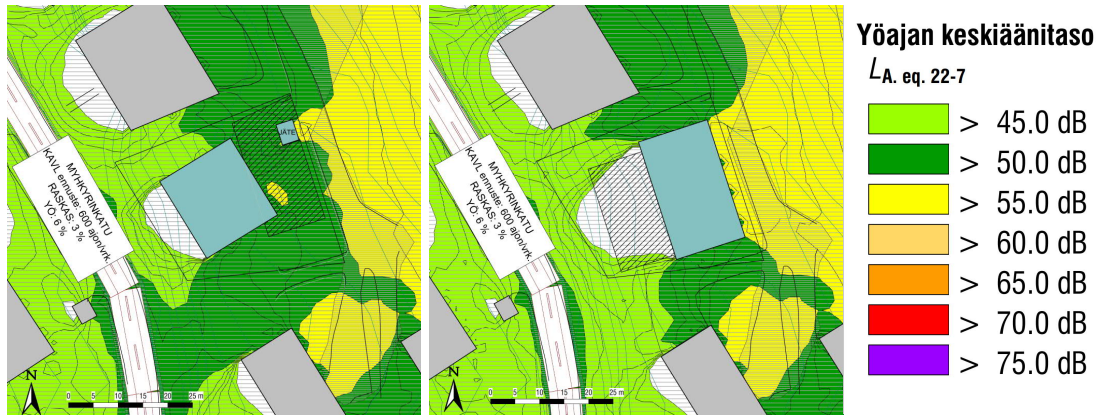 MYHKYRINKATU
KAVL ennuste: 600 ajon/vrk.
RASKAS: 3 %
YÖ: 6 %
JÄTE
N
0 5 10 15 20 25 m
MYHKYRINKATU
KAVL ennuste: 600 ajon/vrk.
RASKAS: 3 %
YÖ: 6 %
N
0 5 10 15 20 25 m
Yöajan keskiäänitaso
LA. eq. 22-7
> 45.0 dB
> 50.0 dB
> 55.0 dB
> 60.0 dB
> 65.0 dB
> 70.0 dB
> 75.0 dB